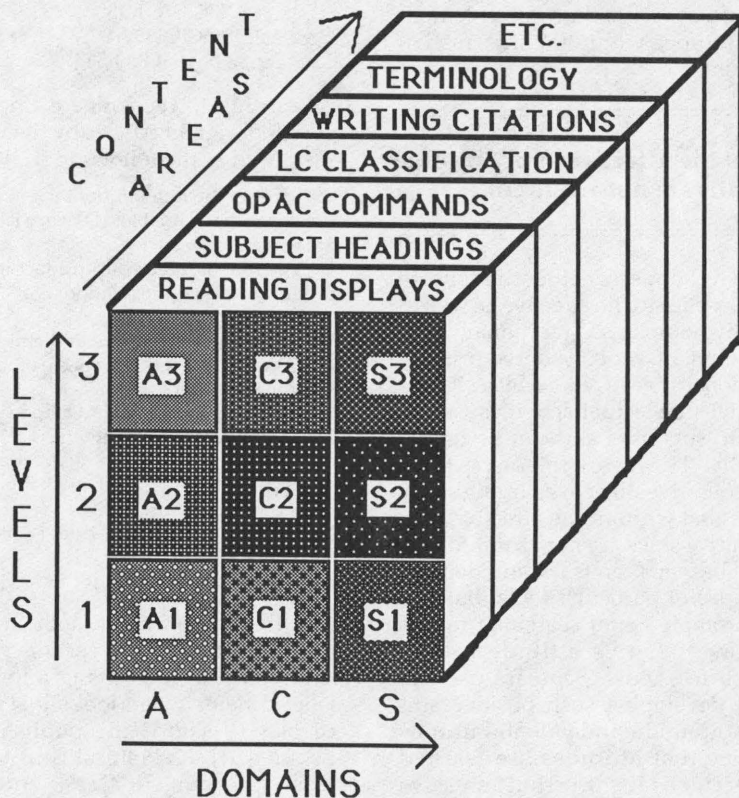 CONTENT
AREAS
ETC.
TERMINOLOGY
WRITING CITATIONS
LC CLASSIFICATION
OPAC COMMANDS
SUBJECT HEADINGS
READING DISPLAYS
LEVELS
3
A3
C3
S3
2
A2
C2
S2
1
A1
C1
S1
A
C
S
DOMAINS